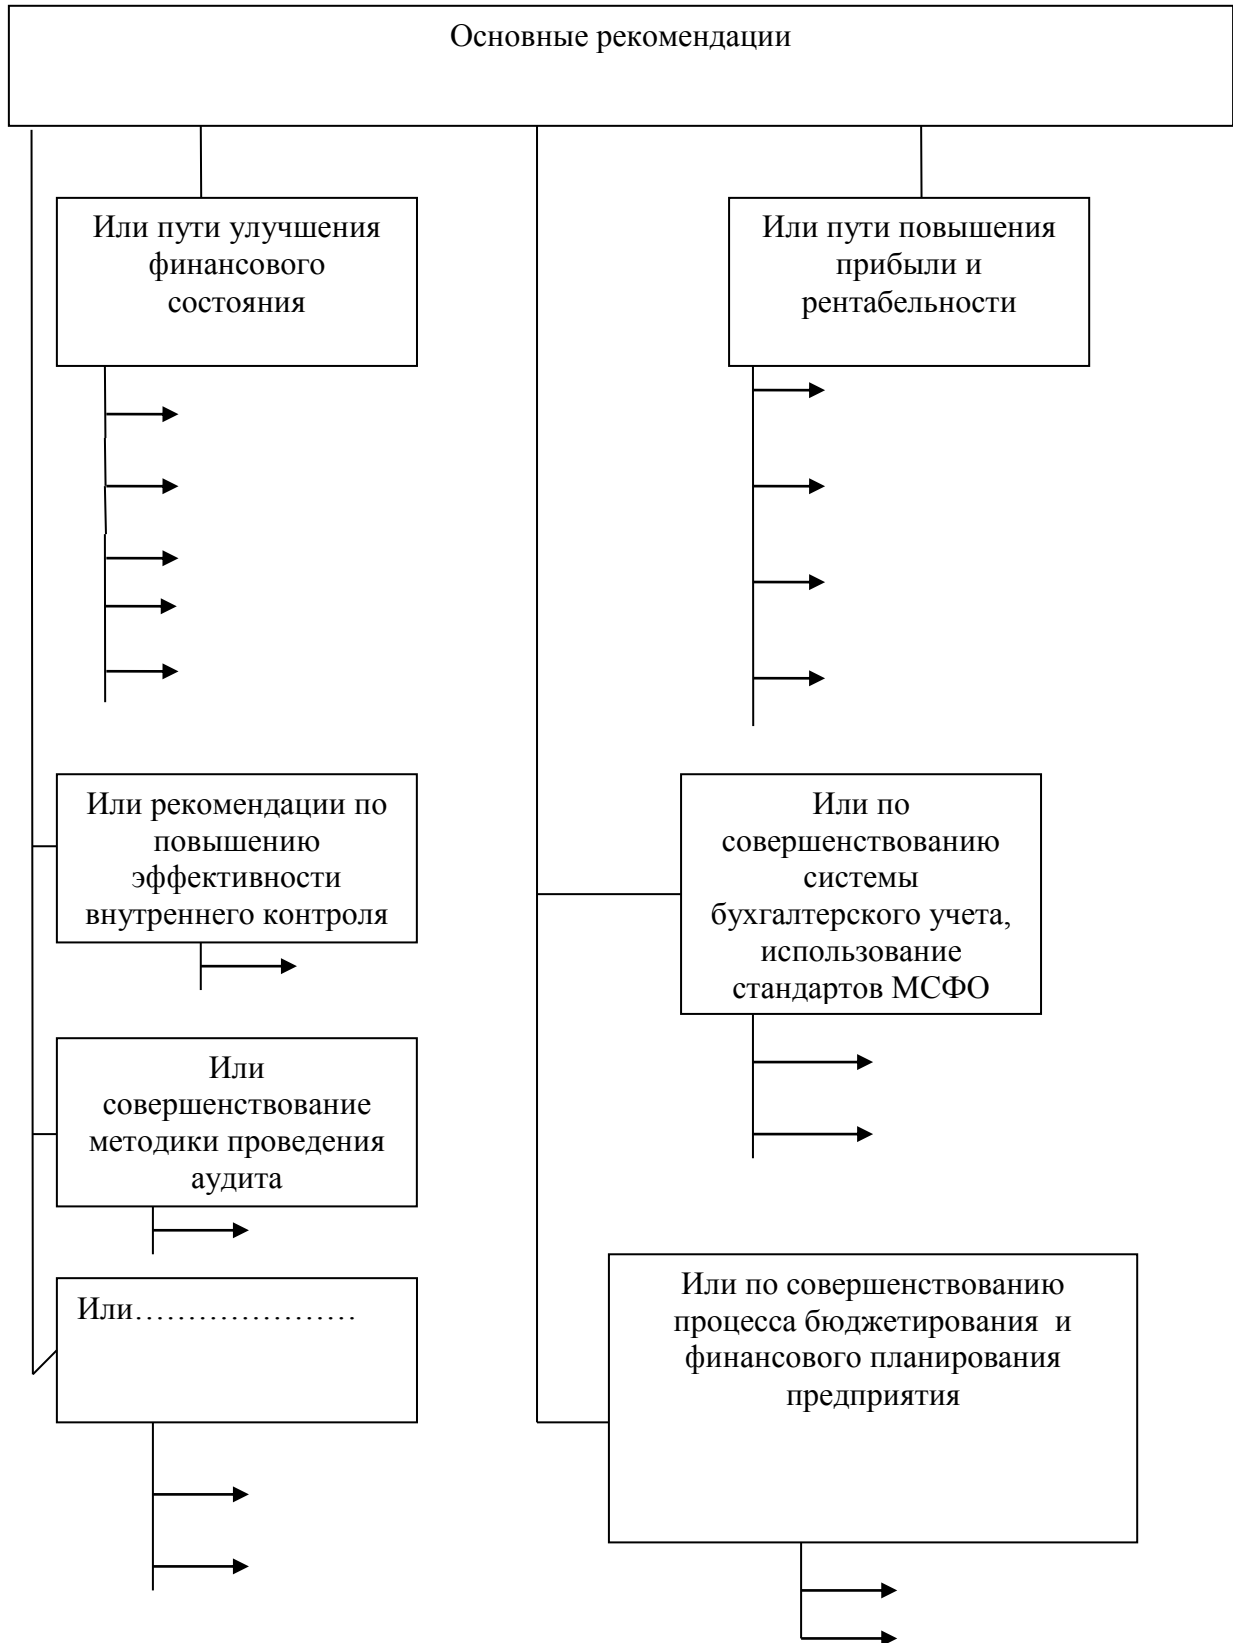 Основные рекомендации
Или пути улучшения
финансового
состояния
Или пути повышения
прибыли и
рентабельности
Или рекомендации по
повышению
эффективности
внутреннего контроля
Или по
совершенствованию
системы
бухгалтерского учета,
использование
стандартов МСФО
Или
совершенствование
методики проведения
аудита
Или…………………
Или по совершенствованию
процесса бюджетирования  и
финансового планирования
предприятия